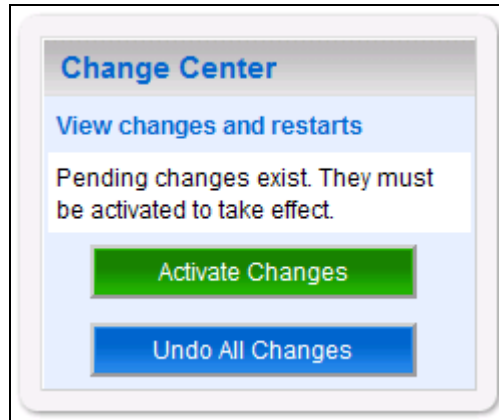 Change Center
View changes and restarts
Pending changes exist. They must
be activated to take effect.
Activate Changes
Undo All Changes